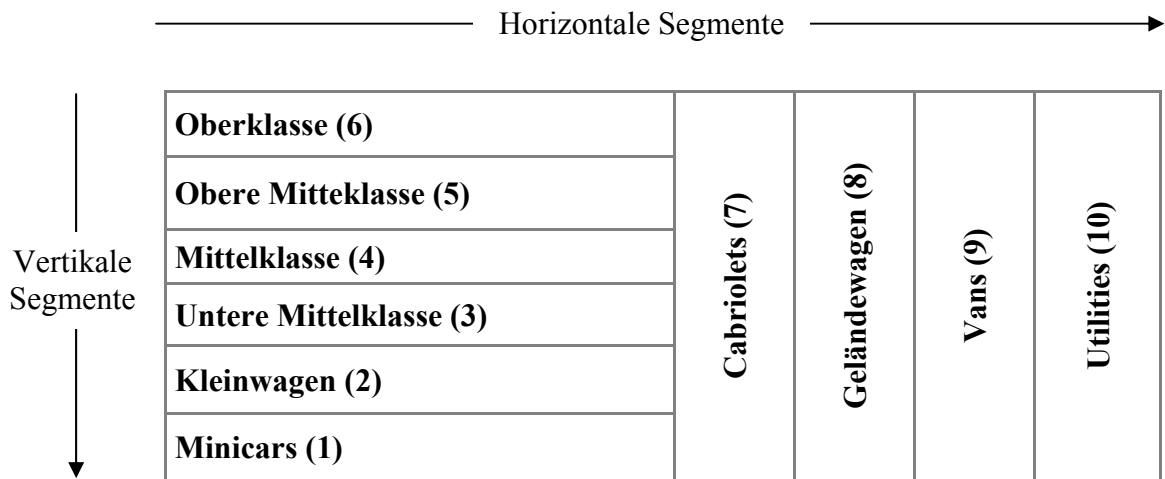 Horizontale Segmente
Vertikale
Segmente
Oberklasse (6)
Obere Mitteklasse (5)
Mittelklasse (4)
Untere Mittelklasse (3)
Kleinwagen (2)
Minicars (1)
Cabriolets (7)
Geländewagen (8)
Vans (9)
Utilities (10)